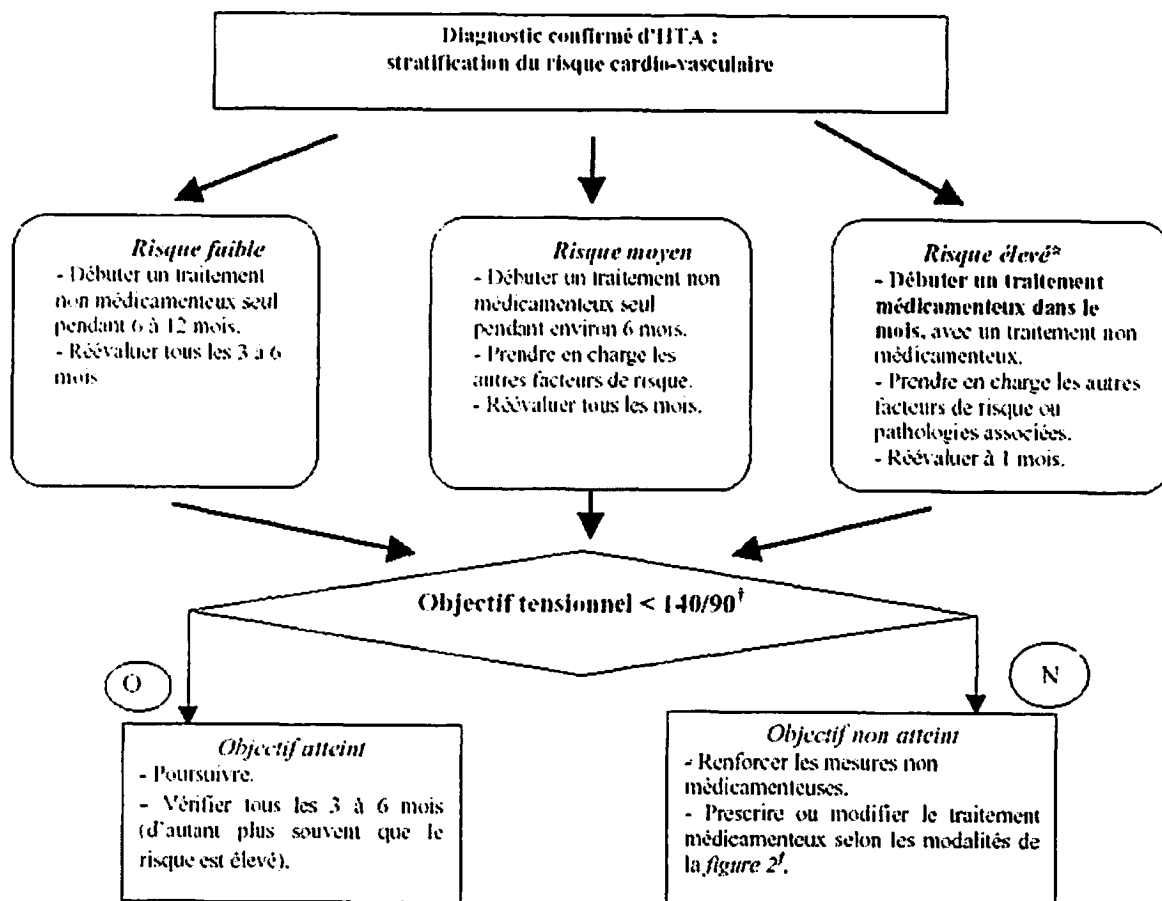 Diagnostic confirmé d'HTA :
stratification du risque cardio-vasculaire
Risque faible
- Débuter un traitement
non médicamenteux seul
pendant 6 à 12 mois.
- Réévaluer tous les 3 à 6
mois
Risque moyen
- Débuter un traitement non
médicamenteux seul
pendant environ 6 mois.
- Prendre en charge les
autres facteurs de risque.
- Réévaluer tous les mois.
Risque élevé*
- Débuter un traitement
médicamenteux dans le
mois, avec un traitement non
médicamenteux.
- Prendre en charge les autres
facteurs de risque ou
pathologies associées.
- Réévaluer à 1 mois.
Objectif tensionnel < 140/90†
O
N
Objectif atteint
- Poursuivre.
- Vérifier tous les 3 à 6 mois
(d'autant plus souvent que le
risque est élevé).
Objectif non atteint
- Renforcer les mesures non
médicamenteuses.
- Prescrire ou modifier le traitement
médicamenteux selon les modalités de
la figure 2†.